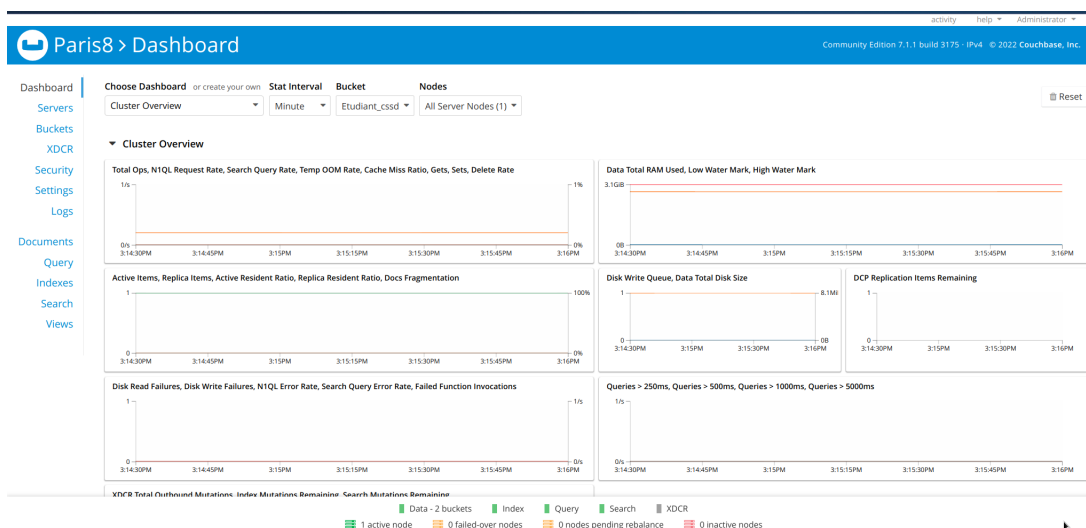 activity help Administrator
Paris8 > Dashboard
Community Edition 7.1.1 build 3175 · IPv4 © 2022 Couchbase, Inc.
Dashboard
Servers
Buckets
XDCR
Security
Settings
Logs
Documents
Query
Indexes
Search
Views
Choose Dashboard or create your own Stat Interval Bucket Nodes
Cluster Overview Minute Etudiant_cssd All Server Nodes (1)
Reset
Cluster Overview
Total Ops, N1QL Request Rate, Search Query Rate, Temp OOM Rate, Cache Miss Ratio, Gets, Sets, Delete Rate
1/s 1%
0/s 0%
3:14:30PM 3:14:45PM 3:15PM 3:15:15PM 3:15:30PM 3:15:45PM 3:16PM
Data Total RAM Used, Low Water Mark, High Water Mark
3.1GiB
0B
3:14:30PM 3:14:45PM 3:15PM 3:15:15PM 3:15:30PM 3:15:45PM 3:16PM
Active Items, Replica Items, Active Resident Ratio, Replica Resident Ratio, Docs Fragmentation
1 100%
0 0%
3:14:30PM 3:14:45PM 3:15PM 3:15:15PM 3:15:30PM 3:15:45PM 3:16PM
Disk Write Queue, Data Total Disk Size
1 8.1Mi
0 0B
3:14:30PM 3:15PM 3:15:30PM 3:16PM
DCP Replication Items Remaining
1
0
3:14:30PM 3:15PM 3:15:30PM 3:16PM
Disk Read Failures, Disk Write Failures, N1QL Error Rate, Search Query Error Rate, Failed Function Invocations
1 1/s
0 0/s
3:14:30PM 3:14:45PM 3:15PM 3:15:15PM 3:15:30PM 3:15:45PM 3:16PM
Queries > 250ms, Queries > 500ms, Queries > 1000ms, Queries > 5000ms
1/s
0/s
3:14:30PM 3:14:45PM 3:15PM 3:15:15PM 3:15:30PM 3:15:45PM 3:16PM
XDCR Total Outbound Mutations, Index Mutations Remaining, Search Mutations Remaining
Data - 2 buckets Index Query Search XDCR
1 active node 0 failed-over nodes 0 nodes pending rebalance 0 inactive nodes